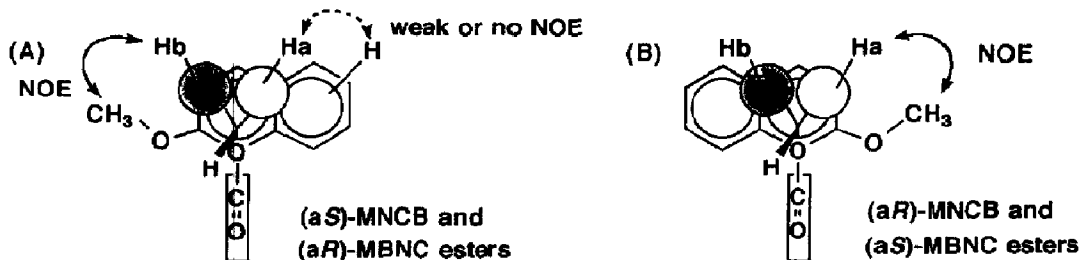 (A)
Hb
Ha
H
weak or no NOE
NOE
CH3
O
H
O
C
O
(aS)-MNCB and
(aR)-MBNC esters
(B)
Hb
Ha
NOE
CH3
O
H
O
C
O
(aR)-MNCB and
(aS)-MBNC esters